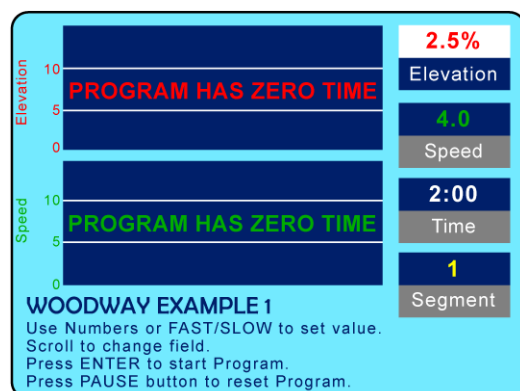 2.5%
Elevation
10
PROGRAM HAS ZERO TIME
5
0
Elevation
4.0
Speed
10
PROGRAM HAS ZERO TIME
5
0
Speed
2:00
Time
1
Segment
WOODWAY EXAMPLE 1
Use Numbers or FAST/SLOW to set value.
Scroll to change field.
Press ENTER to start Program.
Press PAUSE button to reset Program.